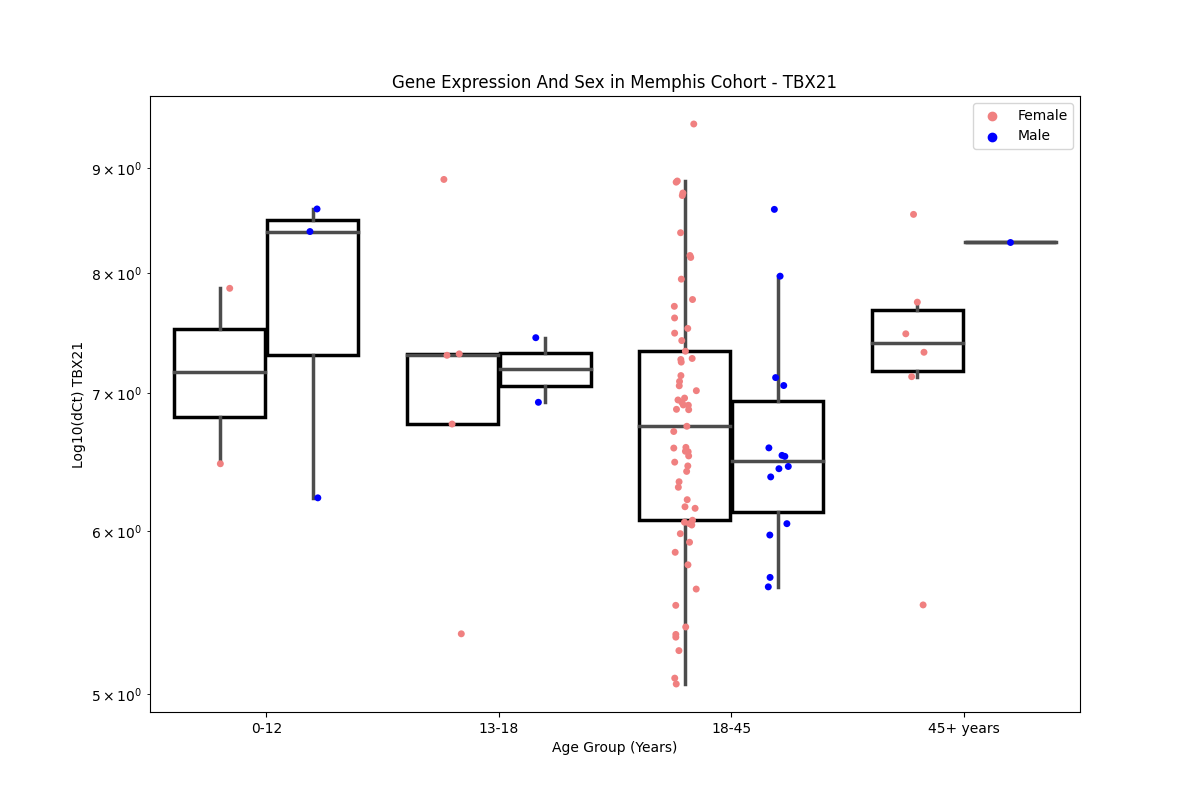 Gene Expression And Sex in Memphis Cohort - TBX21
Female
Male
9 × 10⁰
8 × 10⁰
7 × 10⁰
6 × 10⁰
5 × 10⁰
Log10(dCt) TBX21
0-12
13-18
18-45
45+ years
Age Group (Years)